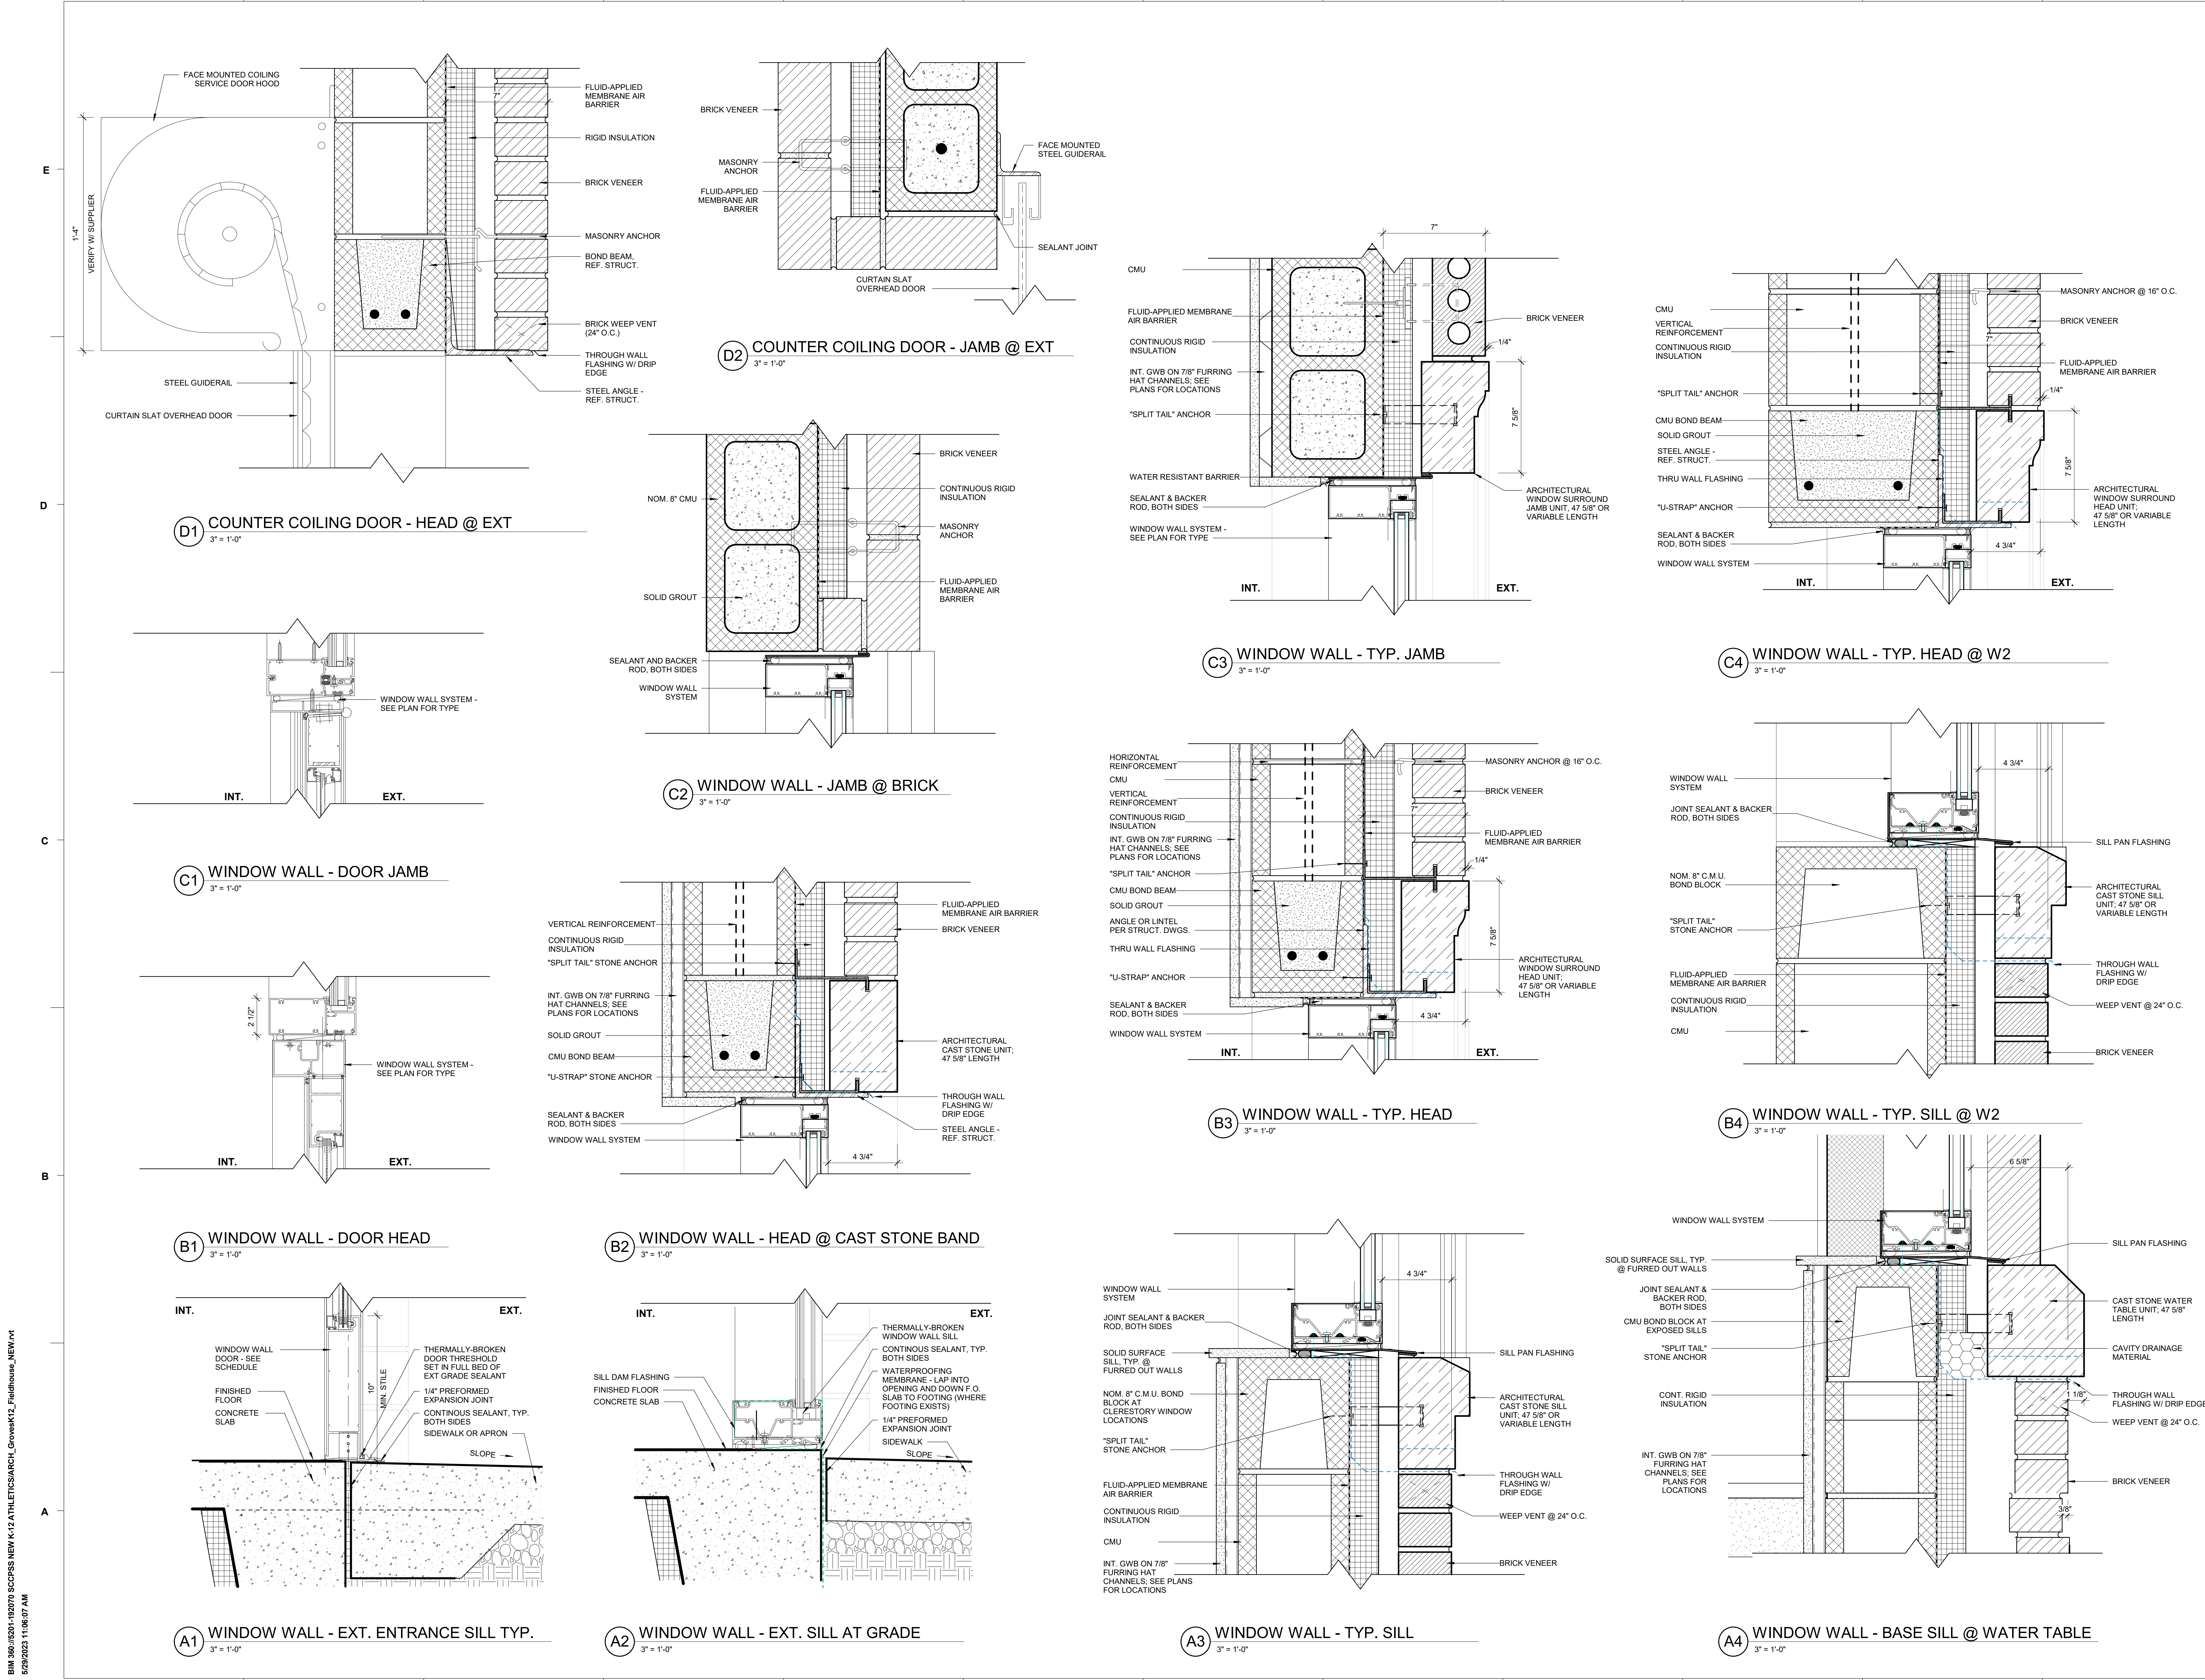 FACE MOUNTED COILING
SERVICE DOOR HOOD
1'-4"
VERIFY W/ SUPPLIER
7"
FLUID-APPLIED
MEMBRANE AIR
BARRIER
RIGID INSULATION
BRICK VENEER
MASONRY ANCHOR
BOND BEAM,
REF. STRUCT.
BRICK WEEP VENT
(24" O.C.)
THROUGH WALL
FLASHING W/ DRIP
EDGE
STEEL ANGLE -
REF. STRUCT.
STEEL GUIDERAIL
CURTAIN SLAT OVERHEAD DOOR
D1
COUNTER COILING DOOR - HEAD @ EXT
3" = 1'-0"
BRICK VENEER
MASONRY
ANCHOR
FLUID-APPLIED
MEMBRANE AIR
BARRIER
FACE MOUNTED
STEEL GUIDERAIL
SEALANT JOINT
CURTAIN SLAT
OVERHEAD DOOR
D2
COUNTER COILING DOOR - JAMB @ EXT
3" = 1'-0"
NOM. 8" CMU
SOLID GROUT
SEALANT AND BACKER
ROD, BOTH SIDES
WINDOW WALL
SYSTEM
BRICK VENEER
CONTINUOUS RIGID
INSULATION
MASONRY
ANCHOR
FLUID-APPLIED
MEMBRANE AIR
BARRIER
C2
WINDOW WALL - JAMB @ BRICK
3" = 1'-0"
7"
CMU
FLUID-APPLIED MEMBRANE
AIR BARRIER
CONTINUOUS RIGID
INSULATION
INT. GWB ON 7/8" FURRING
HAT CHANNELS; SEE
PLANS FOR LOCATIONS
"SPLIT TAIL" ANCHOR
WATER RESISTANT BARRIER
SEALANT & BACKER
ROD, BOTH SIDES
WINDOW WALL SYSTEM -
SEE PLAN FOR TYPE
BRICK VENEER
1/4"
7 5/8"
ARCHITECTURAL
WINDOW SURROUND
JAMB UNIT, 47 5/8" OR
VARIABLE LENGTH
INT.
EXT.
C3
WINDOW WALL - TYP. JAMB
3" = 1'-0"
CMU
VERTICAL
REINFORCEMENT
CONTINUOUS RIGID
INSULATION
"SPLIT TAIL" ANCHOR
CMU BOND BEAM
SOLID GROUT
STEEL ANGLE -
REF. STRUCT.
THRU WALL FLASHING
"U-STRAP" ANCHOR
SEALANT & BACKER
ROD, BOTH SIDES
WINDOW WALL SYSTEM
MASONRY ANCHOR @ 16" O.C.
BRICK VENEER
7"
FLUID-APPLIED
MEMBRANE AIR BARRIER
1/4"
7 5/8"
ARCHITECTURAL
WINDOW SURROUND
HEAD UNIT;
47 5/8" OR VARIABLE
LENGTH
4 3/4"
INT.
EXT.
C4
WINDOW WALL - TYP. HEAD @ W2
3" = 1'-0"
WINDOW WALL SYSTEM -
SEE PLAN FOR TYPE
INT.
EXT.
C1
WINDOW WALL - DOOR JAMB
3" = 1'-0"
2 1/2"
WINDOW WALL SYSTEM -
SEE PLAN FOR TYPE
INT.
EXT.
B1
WINDOW WALL - DOOR HEAD
3" = 1'-0"
VERTICAL REINFORCEMENT
CONTINUOUS RIGID
INSULATION
"SPLIT TAIL" STONE ANCHOR
INT. GWB ON 7/8" FURRING
HAT CHANNELS; SEE
PLANS FOR LOCATIONS
SOLID GROUT
CMU BOND BEAM
"U-STRAP" STONE ANCHOR
SEALANT & BACKER
ROD, BOTH SIDES
WINDOW WALL SYSTEM
FLUID-APPLIED
MEMBRANE AIR BARRIER
BRICK VENEER
ARCHITECTURAL
CAST STONE UNIT;
47 5/8" LENGTH
THROUGH WALL
FLASHING W/
DRIP EDGE
STEEL ANGLE -
REF. STRUCT.
4 3/4"
B2
WINDOW WALL - HEAD @ CAST STONE BAND
3" = 1'-0"
HORIZONTAL
REINFORCEMENT
CMU
VERTICAL
REINFORCEMENT
CONTINUOUS RIGID
INSULATION
INT. GWB ON 7/8" FURRING
HAT CHANNELS; SEE
PLANS FOR LOCATIONS
"SPLIT TAIL" ANCHOR
CMU BOND BEAM
SOLID GROUT
ANGLE OR LINTEL
PER STRUCT. DWGS.
THRU WALL FLASHING
"U-STRAP" ANCHOR
SEALANT & BACKER
ROD, BOTH SIDES
WINDOW WALL SYSTEM
MASONRY ANCHOR @ 16" O.C.
BRICK VENEER
7"
FLUID-APPLIED
MEMBRANE AIR BARRIER
1/4"
7 5/8"
ARCHITECTURAL
WINDOW SURROUND
HEAD UNIT;
47 5/8" OR VARIABLE
LENGTH
4 3/4"
INT.
EXT.
B3
WINDOW WALL - TYP. HEAD
3" = 1'-0"
4 3/4"
WINDOW WALL
SYSTEM
JOINT SEALANT & BACKER
ROD, BOTH SIDES
NOM. 8" C.M.U.
BOND BLOCK
"SPLIT TAIL"
STONE ANCHOR
FLUID-APPLIED
MEMBRANE AIR BARRIER
CONTINUOUS RIGID
INSULATION
CMU
SILL PAN FLASHING
ARCHITECTURAL
CAST STONE SILL
UNIT; 47 5/8" OR
VARIABLE LENGTH
THROUGH WALL
FLASHING W/
DRIP EDGE
WEEP VENT @ 24" O.C.
BRICK VENEER
B4
WINDOW WALL - TYP. SILL @ W2
3" = 1'-0"
INT.
EXT.
WINDOW WALL
DOOR - SEE
SCHEDULE
FINISHED
FLOOR
CONCRETE
SLAB
10"
MIN. STILE
THERMALLY-BROKEN
DOOR THRESHOLD
SET IN FULL BED OF
EXT GRADE SEALANT
1/4" PREFORMED
EXPANSION JOINT
CONTINOUS SEALANT, TYP.
BOTH SIDES
SIDEWALK OR APRON
SLOPE
A1
WINDOW WALL - EXT. ENTRANCE SILL TYP.
3" = 1'-0"
INT.
EXT.
SILL DAM FLASHING
FINISHED FLOOR
CONCRETE SLAB
THERMALLY-BROKEN
WINDOW WALL SILL
CONTINOUS SEALANT, TYP.
BOTH SIDES
WATERPROOFING
MEMBRANE - LAP INTO
OPENING AND DOWN F.O.
SLAB TO FOOTING (WHERE
FOOTING EXISTS)
1/4" PREFORMED
EXPANSION JOINT
SIDEWALK
SLOPE
A2
WINDOW WALL - EXT. SILL AT GRADE
3" = 1'-0"
4 3/4"
WINDOW WALL
SYSTEM
JOINT SEALANT & BACKER
ROD, BOTH SIDES
SOLID SURFACE
SILL, TYP. @
FURRED OUT WALLS
NOM. 8" C.M.U. BOND
BLOCK AT
CLERESTORY WINDOW
LOCATIONS
"SPLIT TAIL"
STONE ANCHOR
FLUID-APPLIED MEMBRANE
AIR BARRIER
CONTINUOUS RIGID
INSULATION
CMU
INT. GWB ON 7/8"
FURRING HAT
CHANNELS; SEE PLANS
FOR LOCATIONS
SILL PAN FLASHING
ARCHITECTURAL
CAST STONE SILL
UNIT; 47 5/8" OR
VARIABLE LENGTH
THROUGH WALL
FLASHING W/
DRIP EDGE
WEEP VENT @ 24" O.C.
BRICK VENEER
A3
WINDOW WALL - TYP. SILL
3" = 1'-0"
6 5/8"
WINDOW WALL SYSTEM
SOLID SURFACE SILL, TYP.
@ FURRED OUT WALLS
JOINT SEALANT &
BACKER ROD,
BOTH SIDES
CMU BOND BLOCK AT
EXPOSED SILLS
"SPLIT TAIL"
STONE ANCHOR
CONT. RIGID
INSULATION
INT. GWB ON 7/8"
FURRING HAT
CHANNELS; SEE
PLANS FOR
LOCATIONS
SILL PAN FLASHING
CAST STONE WATER
TABLE UNIT; 47 5/8"
LENGTH
CAVITY DRAINAGE
MATERIAL
1 1/8"
THROUGH WALL
FLASHING W/ DRIP EDGE
WEEP VENT @ 24" O.C.
BRICK VENEER
3/8"
A4
WINDOW WALL - BASE SILL @ WATER TABLE
3" = 1'-0"
E
D
C
B
A
BIM 360://5201-192070 SCCPSS NEW K-12 ATHLETICS/ARCH_GrovesK12_Fieldhouse_NEW.rvt
5/29/2023 11:06:07 AM